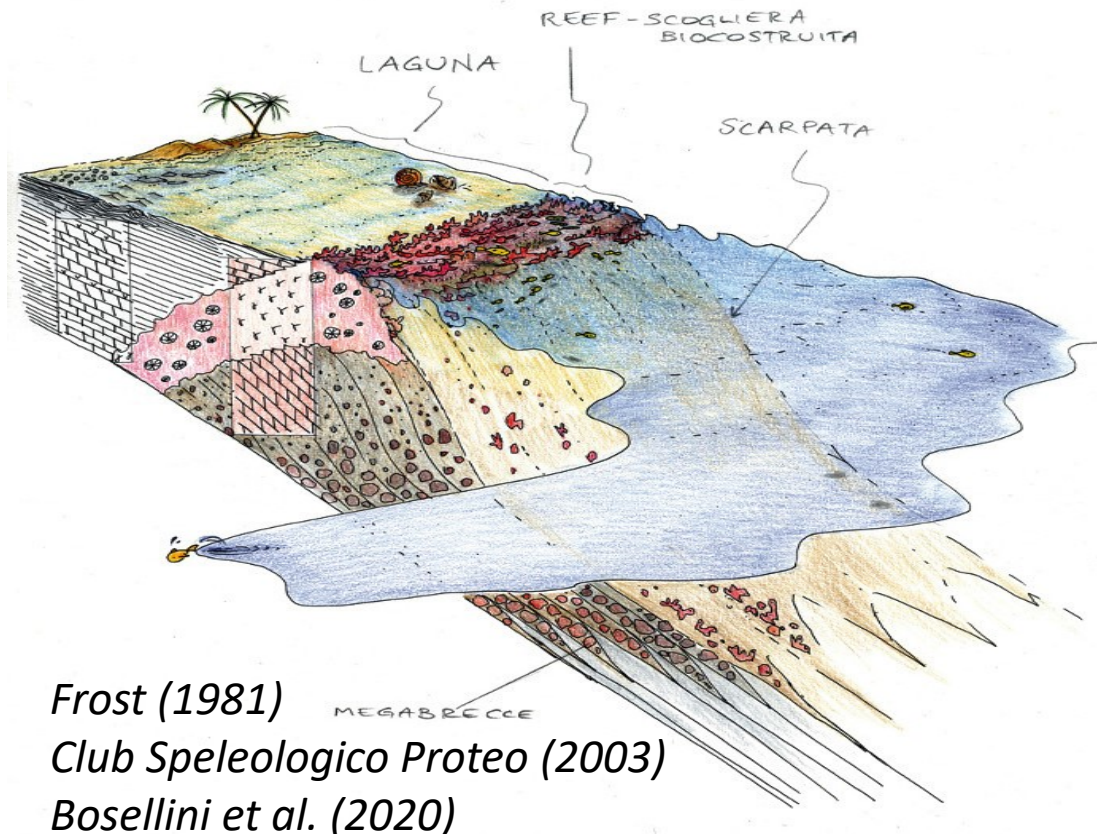 REEF-SCOGLIERA
BIOCOSTRUITA
LAGUNA
SCARPATA
MEGABRECCE
Frost (1981)
Club Speleologico Proteo (2003)
Bosellini et al. (2020)